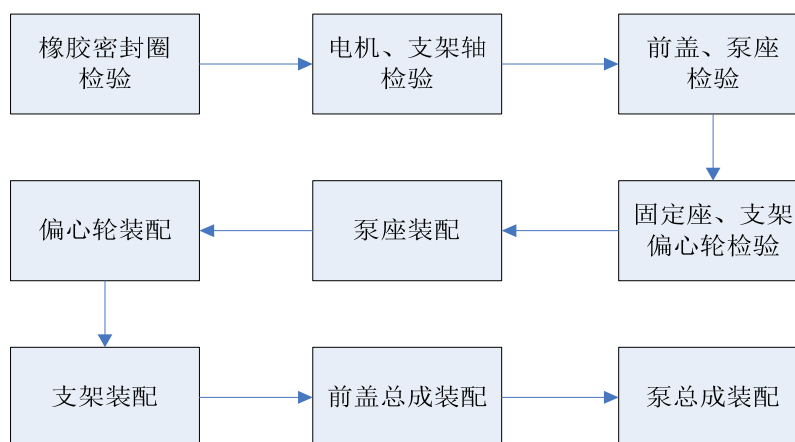 橡胶密封圈
检验
电机、支架轴
检验
前盖、泵座
检验
固定座、支架
偏心轮检验
泵座装配
偏心轮装配
支架装配
前盖总成装配
泵总成装配